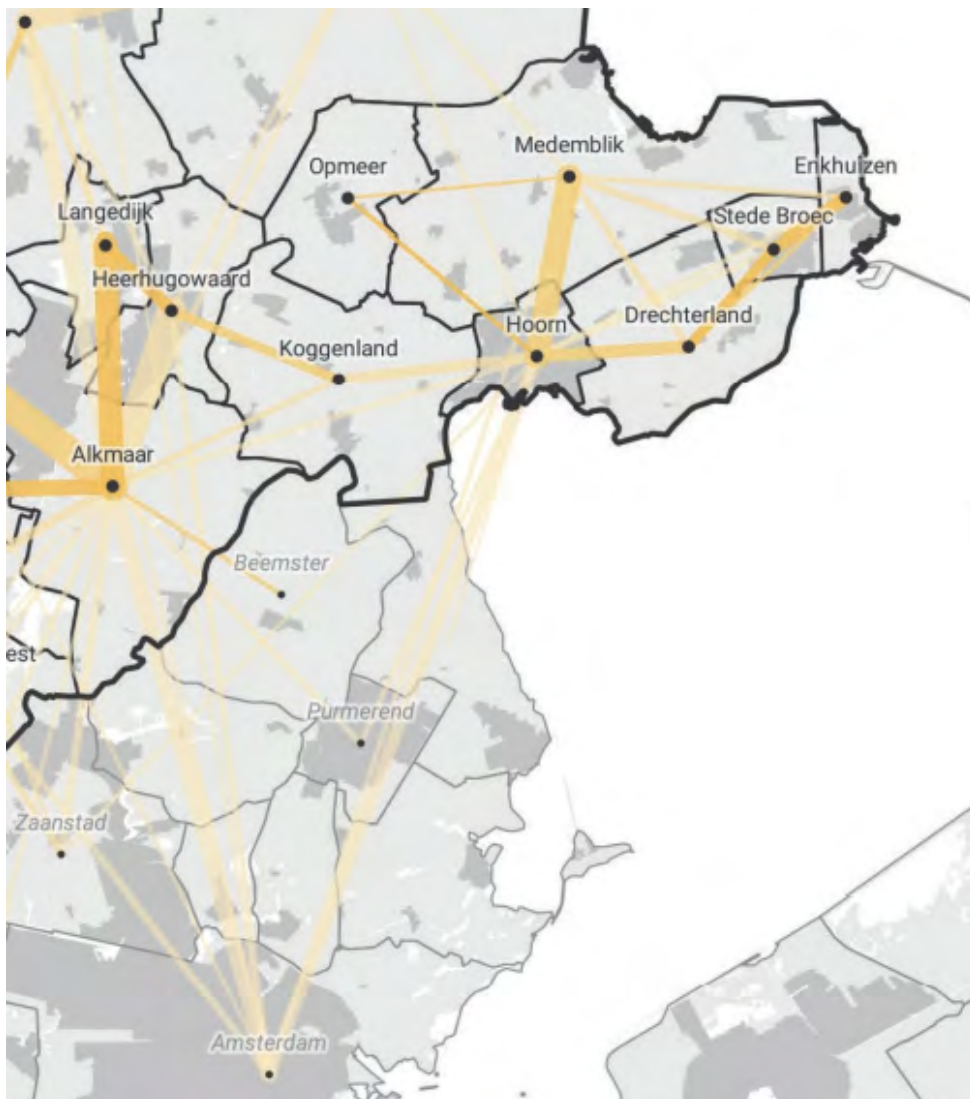 Medemblik
Opmeer
Enkhuizen
Langedijk
Stede Broec
Heerhugowaard
Hoorn
Drechterland
Koggenland
Alkmaar
Beemster
est
Purmerend
Zaanstad
Amsterdam